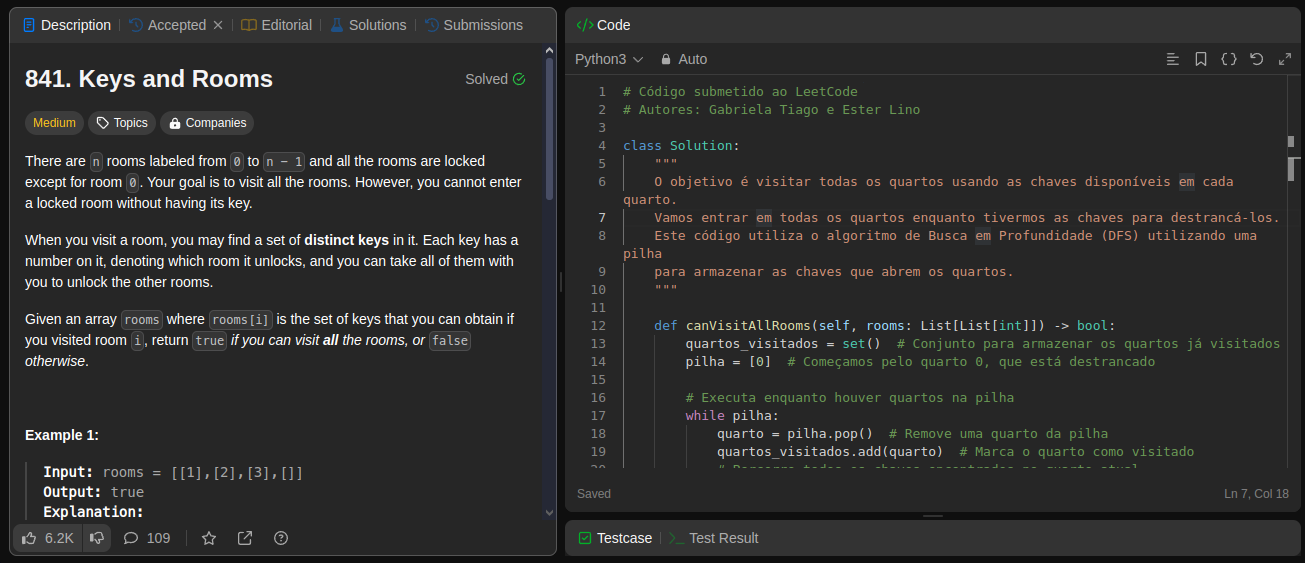 Description
Accepted
Editorial
Solutions
Submissions
841. Keys and Rooms
Solved
Medium
Topics
Companies
There are n rooms labeled from 0 to n - 1 and all the rooms are locked
except for room 0. Your goal is to visit all the rooms. However, you cannot enter
a locked room without having its key.
When you visit a room, you may find a set of distinct keys in it. Each key has a
number on it, denoting which room it unlocks, and you can take all of them with
you to unlock the other rooms.
Given an array rooms where rooms[i] is the set of keys that you can obtain if
you visited room i, return true if you can visit all the rooms, or false
otherwise.
Example 1:
Input: rooms = [[1],[2],[3],[]]
Output: true
Explanation:
6.2K
109
Code
Python3
Auto
1 # Código submetido ao LeetCode
2 # Autores: Gabriela Tiago e Ester Lino
3
4 class Solution:
5 """
6 O objetivo é visitar todas os quartos usando as chaves disponíveis em cada
quarto.
7 Vamos entrar em todas os quartos enquanto tivermos as chaves para destrancá-los.
8 Este código utiliza o algoritmo de Busca em Profundidade (DFS) utilizando uma
pilha
9 para armazenar as chaves que abrem os quartos.
10 """
11
12 def canVisitAllRooms(self, rooms: List[List[int]]) -> bool:
13 quartos_visitados = set() # Conjunto para armazenar os quartos já visitados
14 pilha = [0] # Começamos pelo quarto 0, que está destrancado
15
16 # Executa enquanto houver quartos na pilha
17 while pilha:
18 quarto = pilha.pop() # Remove uma quarto da pilha
19 quartos_visitados.add(quarto) # Marca o quarto como visitado
Saved
Ln 7, Col 18
Testcase
Test Result